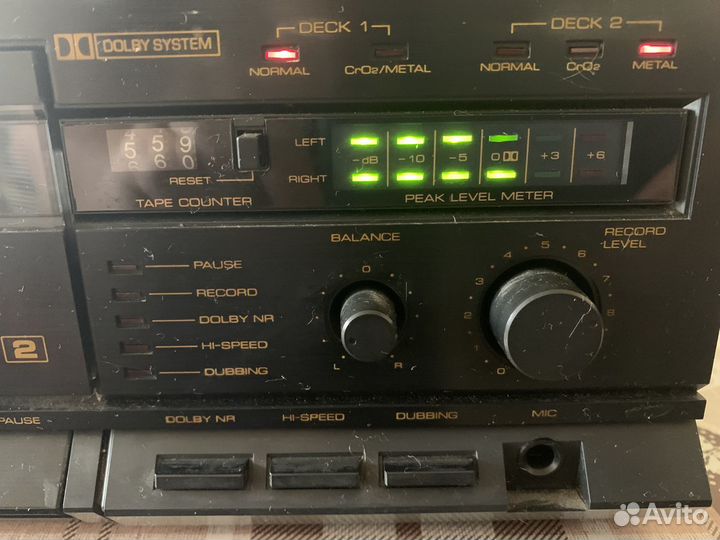 DOLBY SYSTEM
DECK 1
DECK 2
NORMAL
CrO2/METAL
NORMAL
CrO2
METAL
LEFT
-dB -10 -5 0 +3 +6
RIGHT
559
660
RESET
TAPE COUNTER
PEAK LEVEL METER
BALANCE
0
L R
RECORD
LEVEL
0 2 3 4 5 6 7 8
PAUSE
RECORD
DOLBY NR
HI-SPEED
DUBBING
2
PAUSE
DOLBY NR
HI-SPEED
DUBBING
MIC
Avito